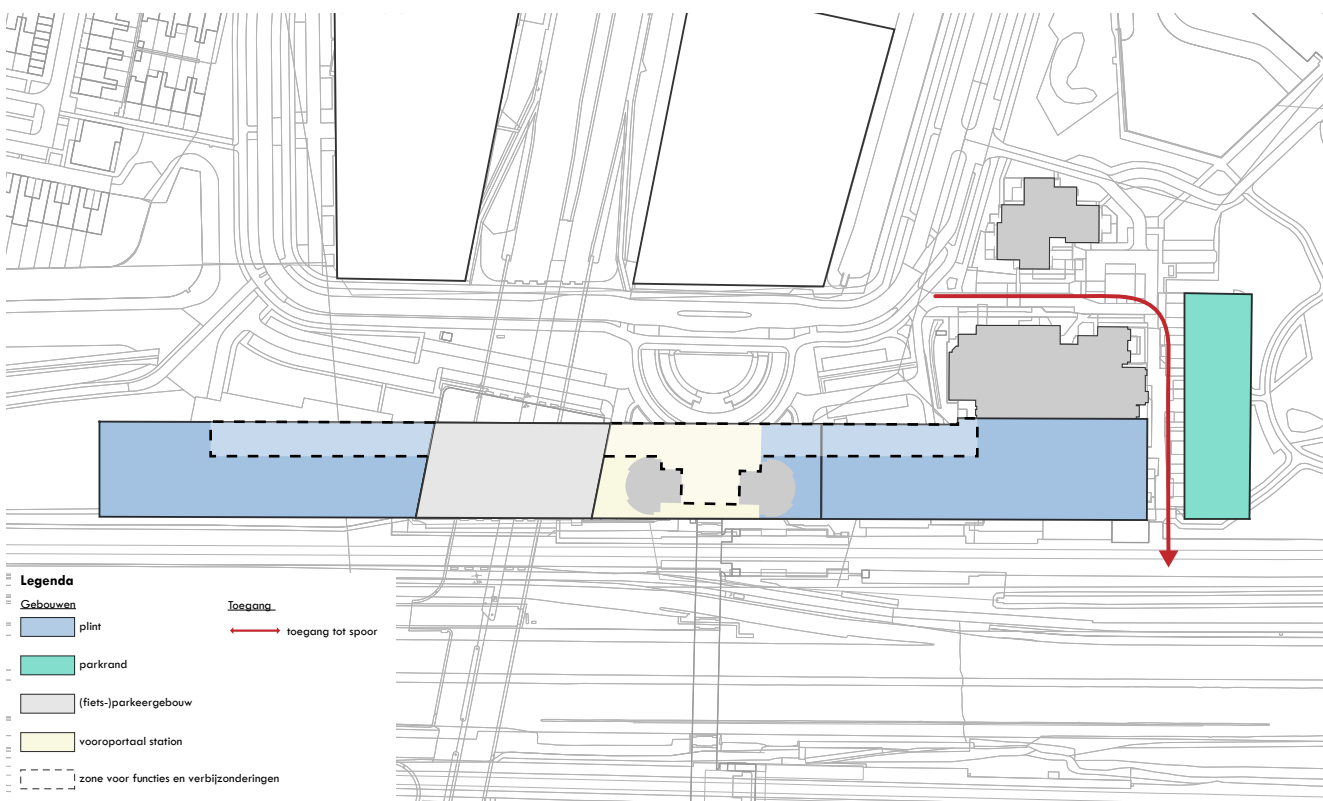 Legenda
Gebouwen
Toegang
plint
toegang tot spoor
parkrand
(fiets-)parkeergebouw
vooroportaal station
zone voor functies en verbijzonderingen